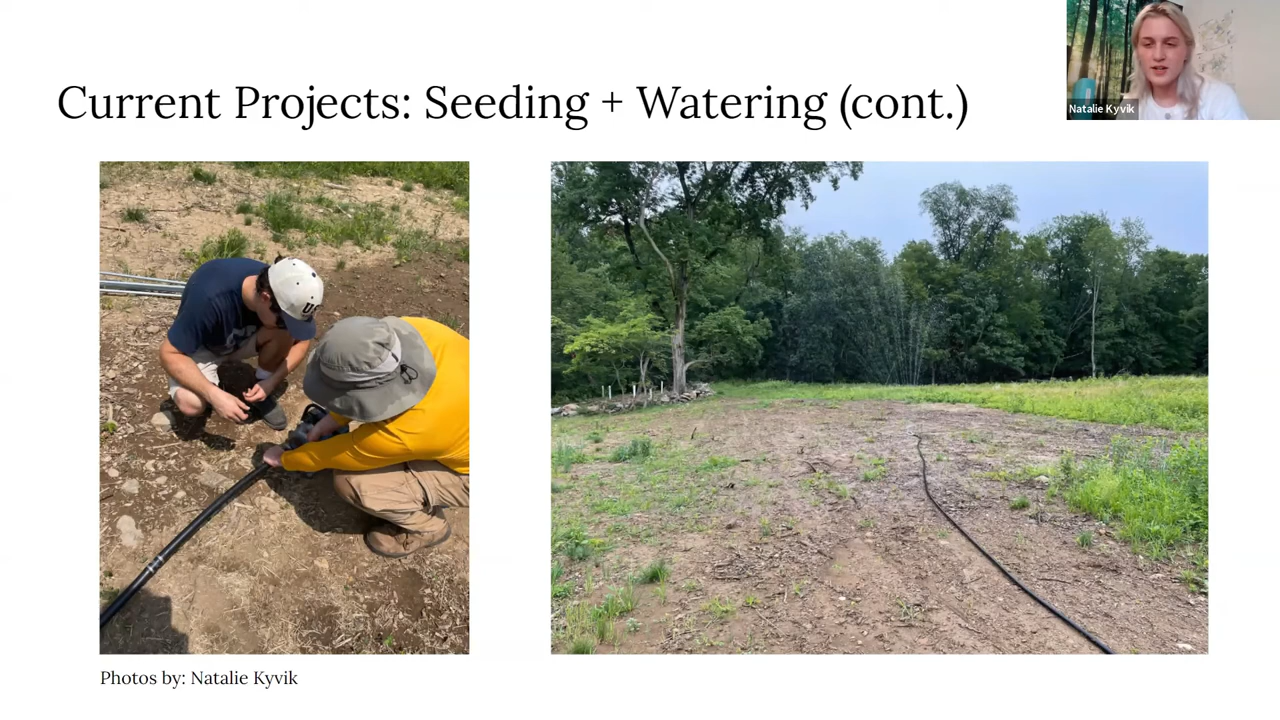 Current Projects: Seeding + Watering (cont.)
Natalie Kyvik
Photos by: Natalie Kyvik